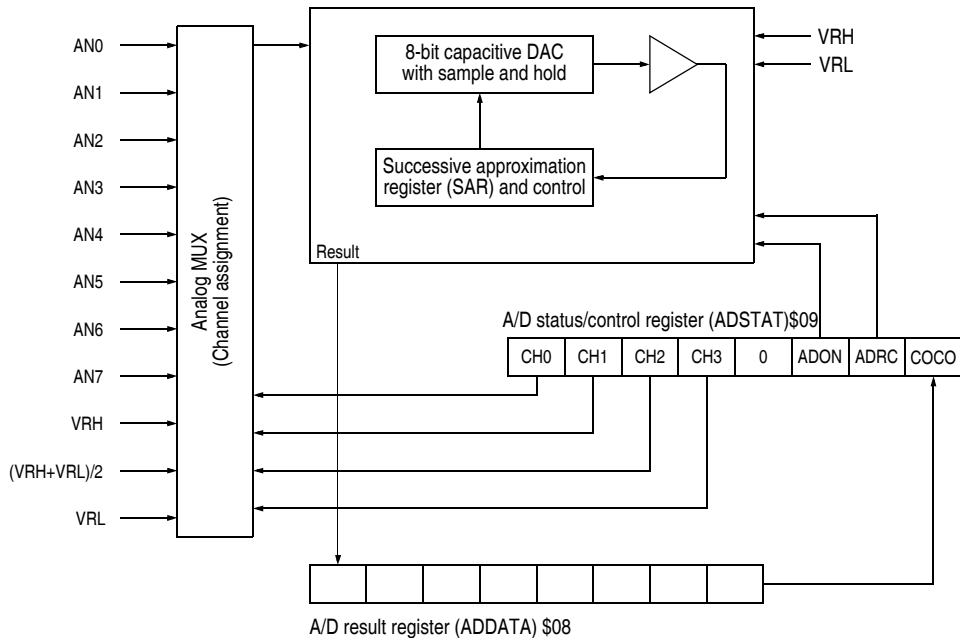 AN0
AN1
AN2
AN3
AN4
AN5
AN6
AN7
VRH
(VRH+VRL)/2
VRL
Analog MUX
(Channel assignment)
8-bit capacitive DAC
with sample and hold
Successive approximation
register (SAR) and control
Result
VRH
VRL
A/D status/control register (ADSTAT)$09
CH0 CH1 CH2 CH3 0 ADON ADRC COCO
A/D result register (ADDATA) $08